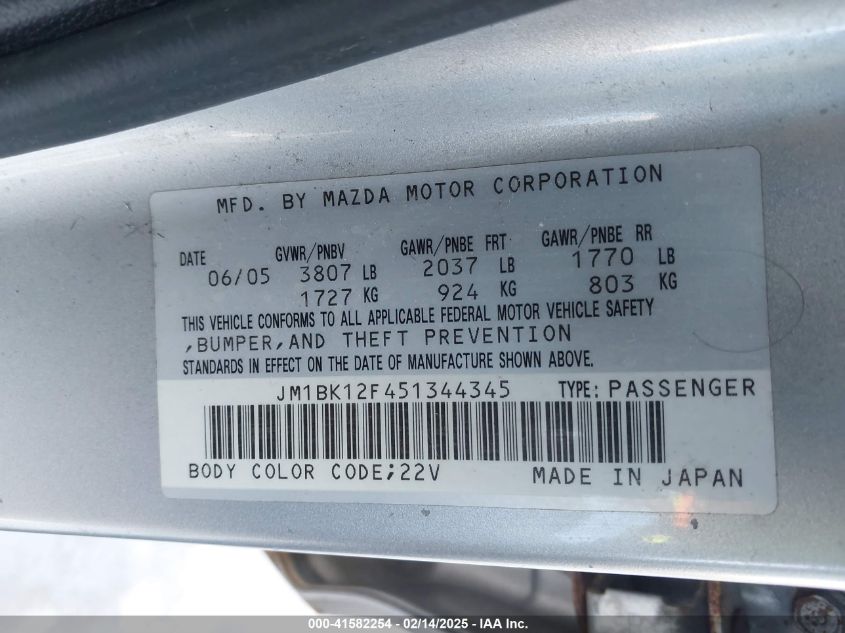 MFD. BY MAZDA MOTOR CORPORATION
DATE GVWR/PNBV GAWR/PNBE FRT GAWR/PNBE RR
06/05 3807 LB 2037 LB 1770 LB
1727 KG 924 KG 803 KG
THIS VEHICLE CONFORMS TO ALL APPLICABLE FEDERAL MOTOR VEHICLE SAFETY
,BUMPER,AND THEFT PREVENTION
STANDARDS IN EFFECT ON THE DATE OF MANUFACTURE SHOWN ABOVE.
JM1BK12F451344345 TYPE: PASSENGER
BODY COLOR CODE;22V MADE IN JAPAN
000-41582254 - 02/14/2025 - IAA Inc.